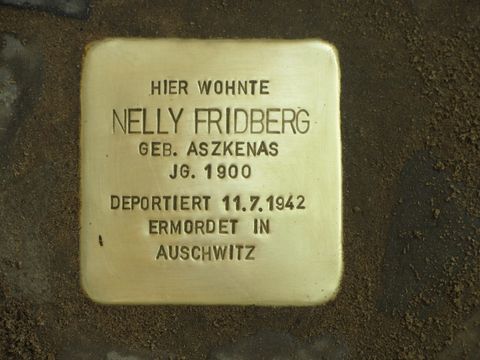 HIER WOHNTE
NELLY FRIDBERG
GEB. ASZKENAS
JG. 1900
DEPORTIERT 11.7.1942
ERMORDET IN
AUSCHWITZ